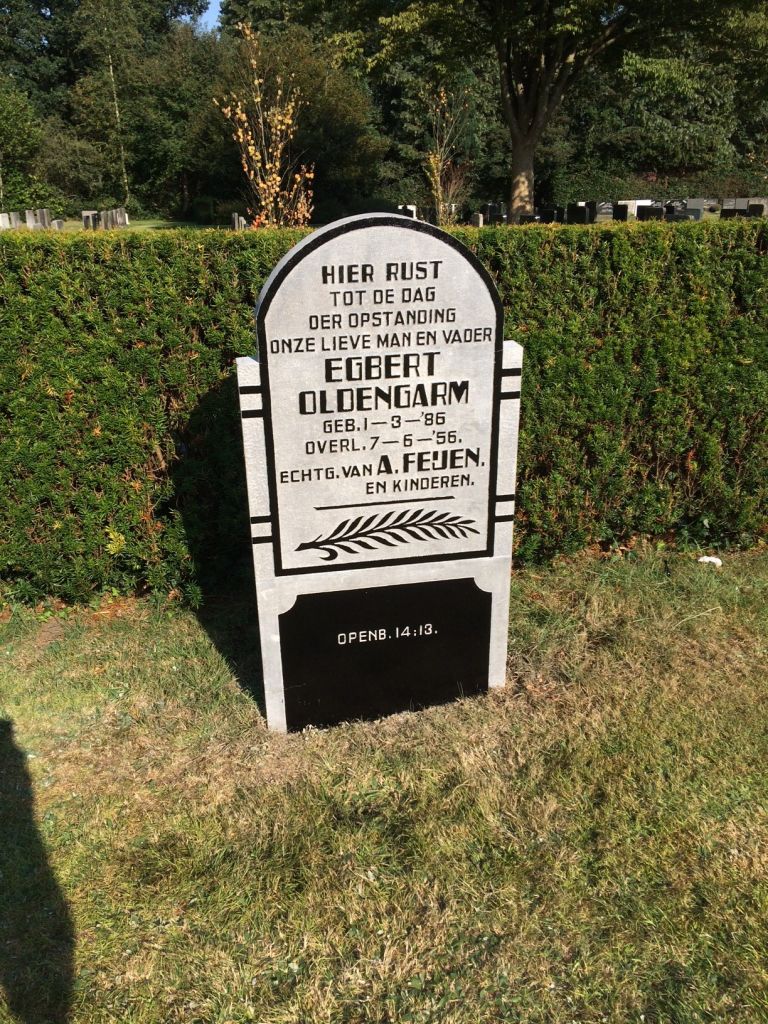 HIER RUST
TOT DE DAG
DER OPSTANDING
ONZE LIEVE MAN EN VADER
EGBERT
OLDENGARM
GEB. 1-3-'86
OVERL. 7-6-'56.
ECHTG. VAN A. FEIJEN.
EN KINDEREN.
OPENB. 14:13.